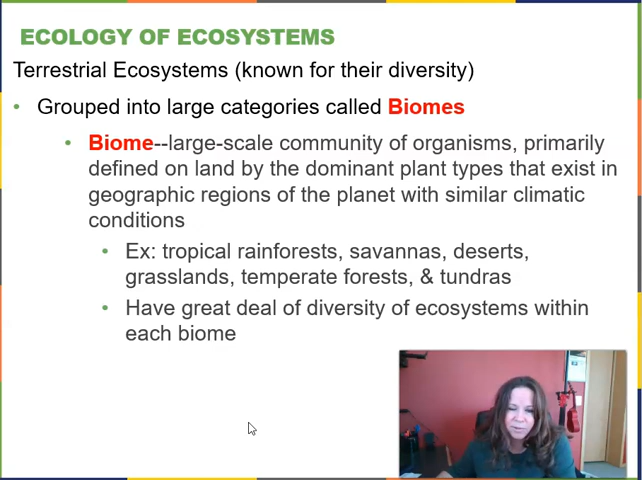 ECOLOGY OF ECOSYSTEMS
Terrestrial Ecosystems (known for their diversity)
• Grouped into large categories called Biomes
• Biome--large-scale community of organisms, primarily
defined on land by the dominant plant types that exist in
geographic regions of the planet with similar climatic
conditions
• Ex: tropical rainforests, savannas, deserts,
grasslands, temperate forests, & tundras
• Have great deal of diversity of ecosystems within
each biome